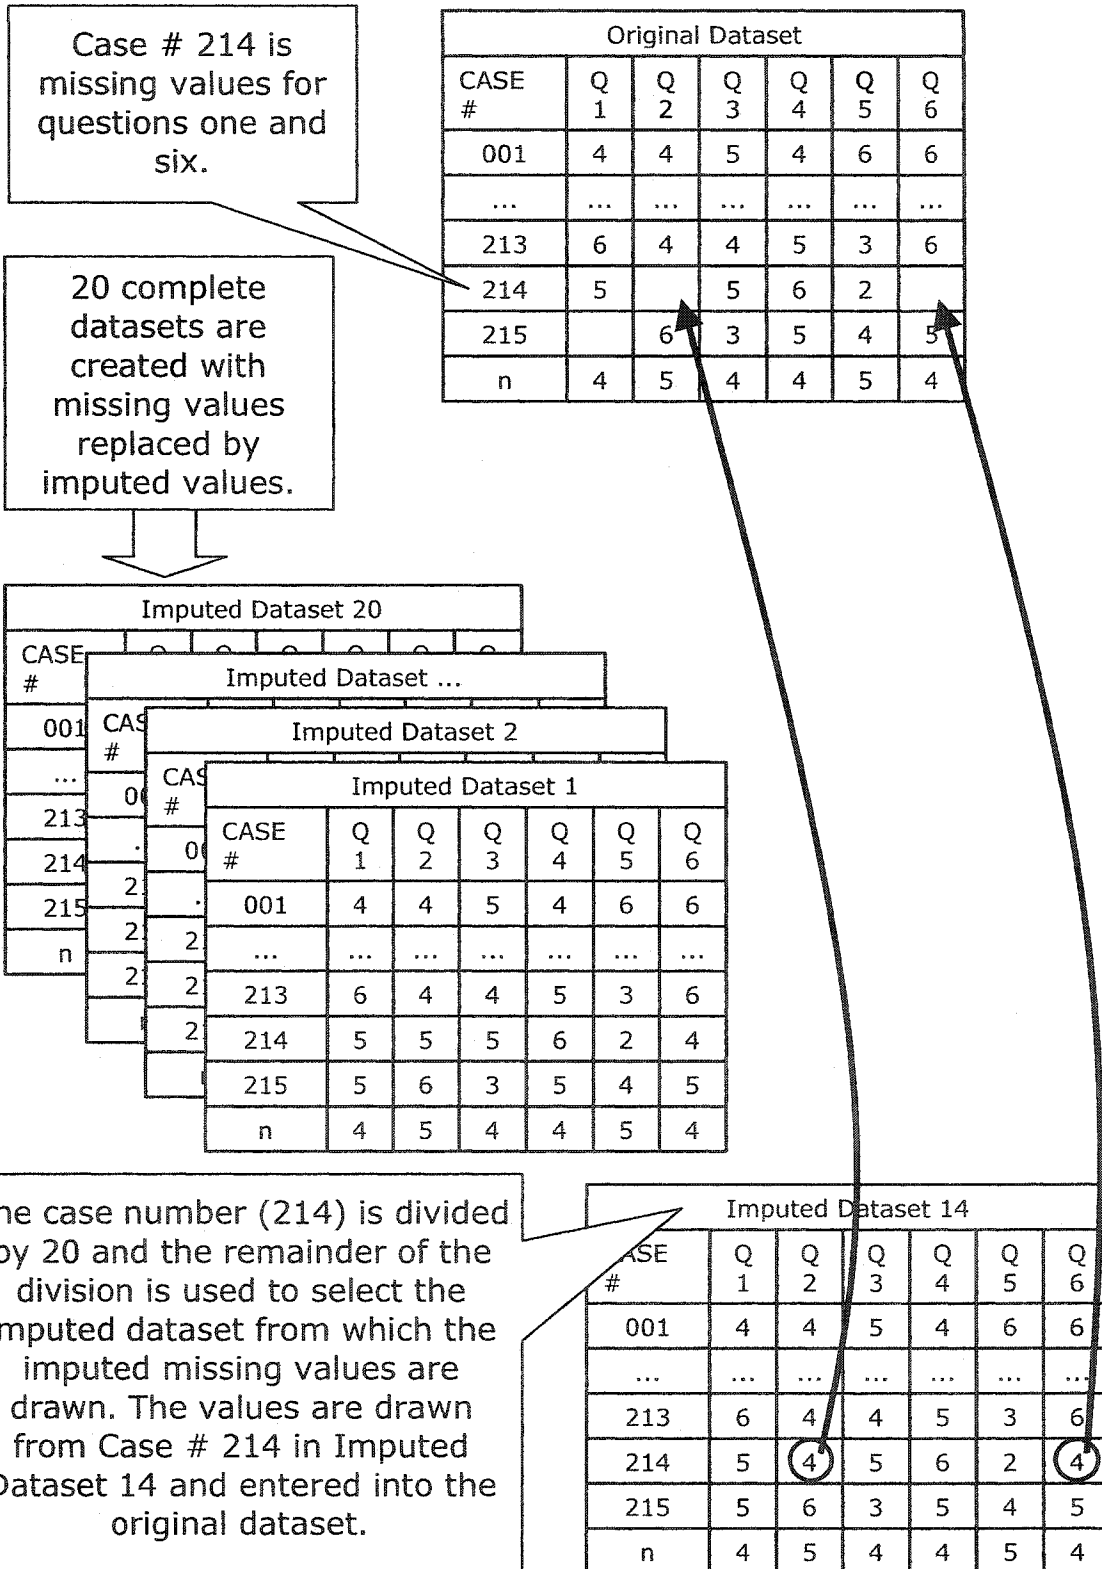 Case # 214 is
missing values for
questions one and
six.
Original Dataset
CASE # Q 1 Q 2 Q 3 Q 4 Q 5 Q 6
001 4 4 5 4 6 6
... ... ... ... ... ... ...
213 6 4 4 5 3 6
214 5 5 6 2
215 6 3 5 4 5
n 4 5 4 4 5 4
20 complete
datasets are
created with
missing values
replaced by
imputed values.
Imputed Dataset 20
CASE
#
001
...
213
214
215
n
Imputed Dataset ...
#
Imputed Dataset 2
#
Imputed Dataset 1
CASE # Q 1 Q 2 Q 3 Q 4 Q 5 Q 6
001 4 4 5 4 6 6
... ... ... ... ... ... ...
213 6 4 4 5 3 6
214 5 5 5 6 2 4
215 5 6 3 5 4 5
n 4 5 4 4 5 4
he case number (214) is divided
by 20 and the remainder of the
division is used to select the
imputed dataset from which the
imputed missing values are
drawn. The values are drawn
from Case # 214 in Imputed
Dataset 14 and entered into the
original dataset.
Imputed Dataset 14
CASE # Q 1 Q 2 Q 3 Q 4 Q 5 Q 6
001 4 4 5 4 6 6
... ... ... ... ... ... ...
213 6 4 4 5 3 6
214 5 4 5 6 2 4
215 5 6 3 5 4 5
n 4 5 4 4 5 4